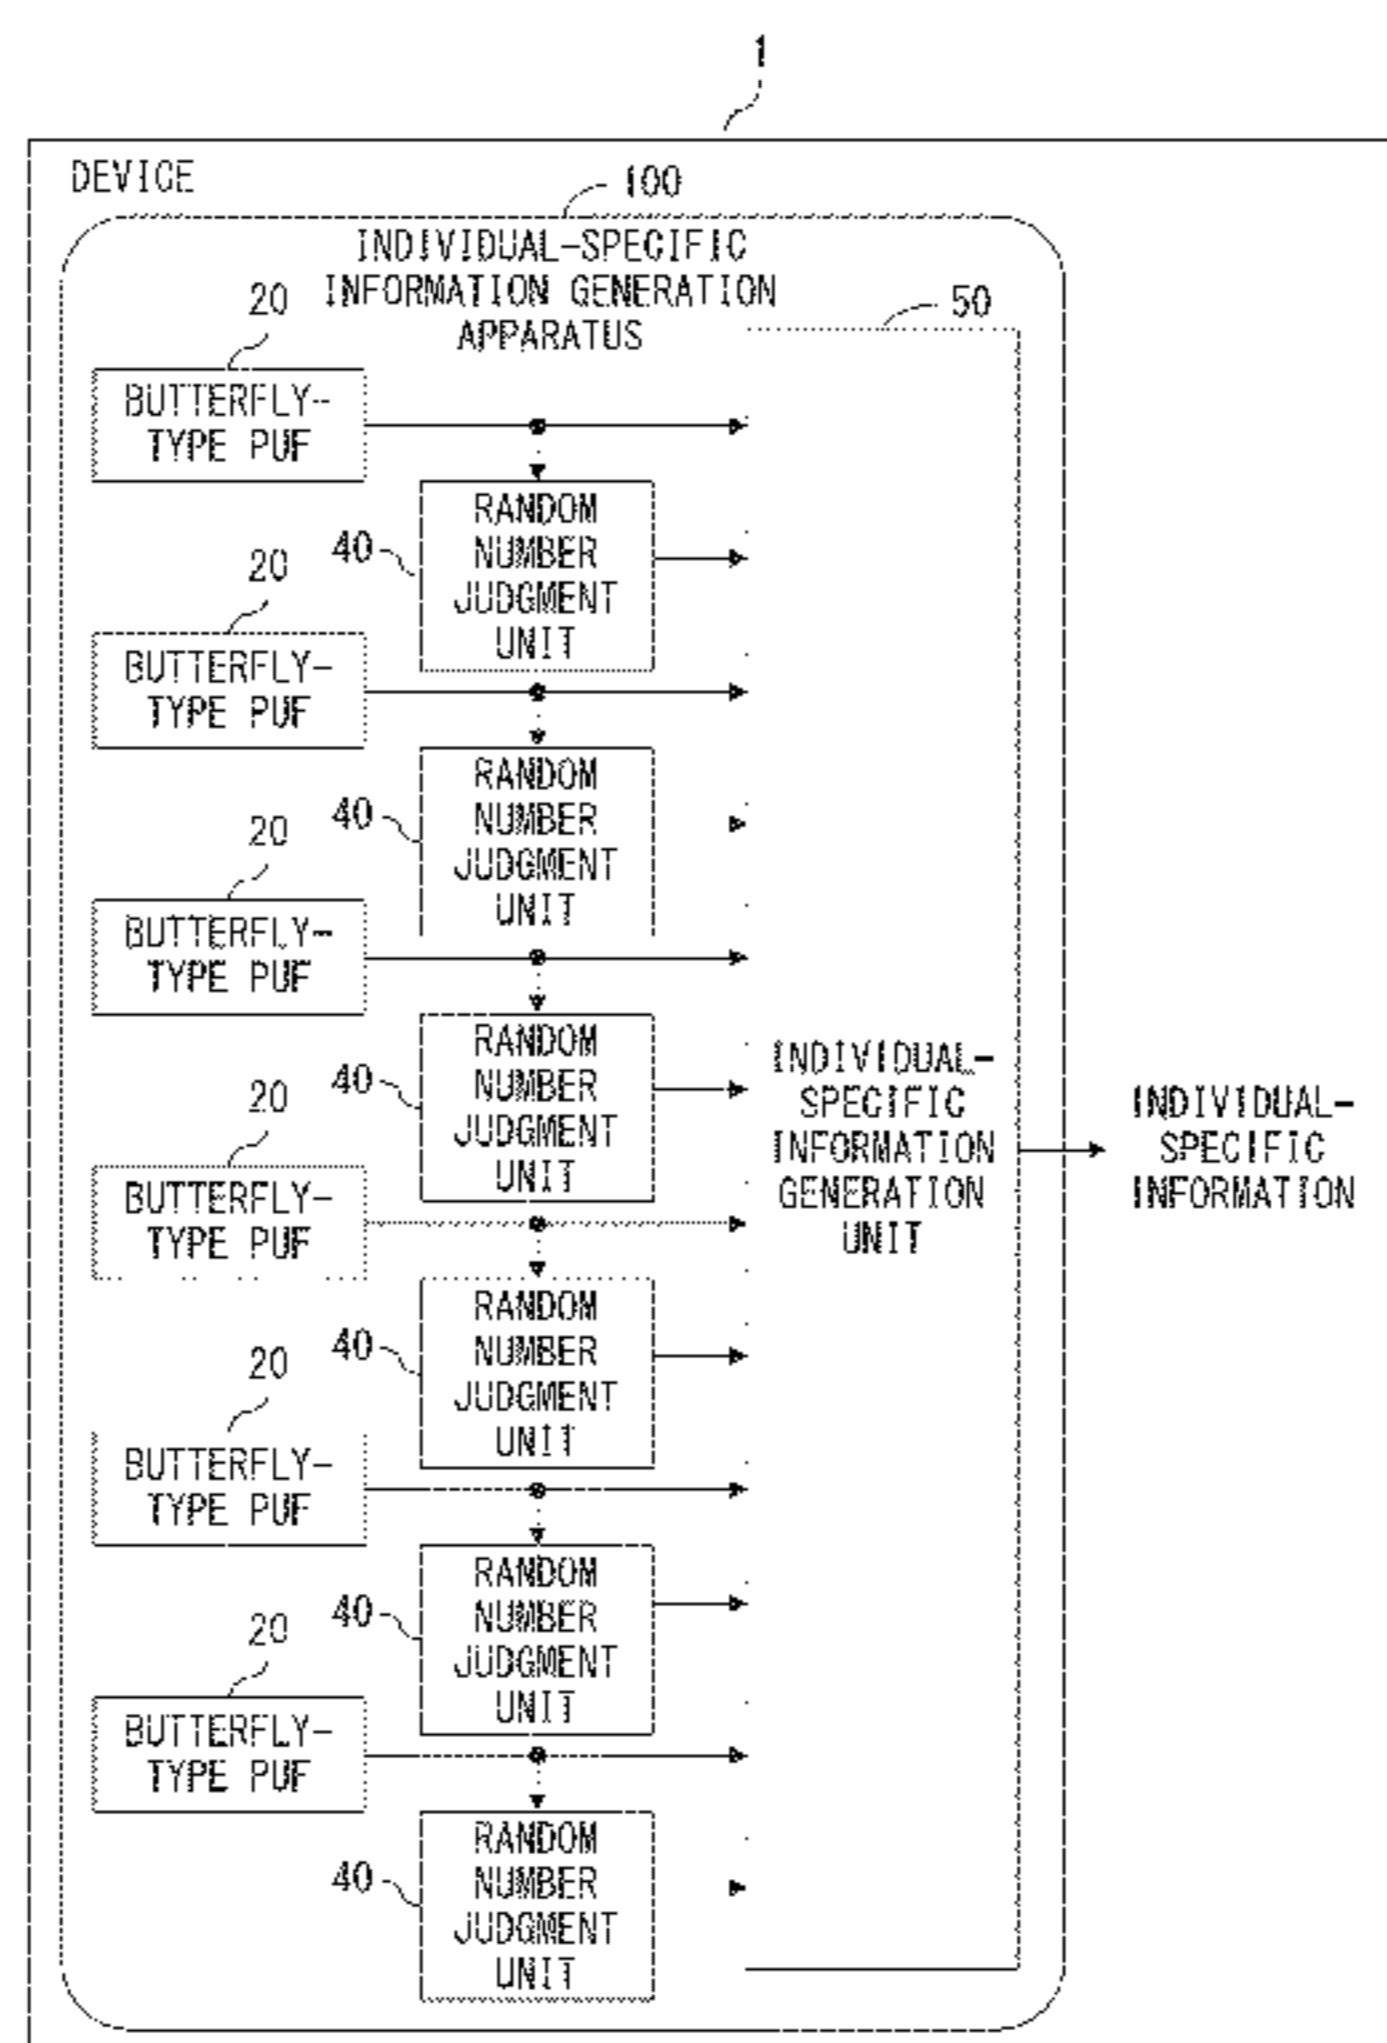 1
DEVICE
100
INDIVIDUAL-SPECIFIC
INFORMATION GENERATION
APPARATUS
20
50
BUTTERFLY-
TYPE PUF
RANDOM
NUMBER
JUDGMENT
UNIT
40
20
BUTTERFLY-
TYPE PUF
RANDOM
NUMBER
JUDGMENT
UNIT
40
20
BUTTERFLY-
TYPE PUF
RANDOM
NUMBER
JUDGMENT
UNIT
40
20
BUTTERFLY-
TYPE PUF
RANDOM
NUMBER
JUDGMENT
UNIT
40
20
BUTTERFLY-
TYPE PUF
RANDOM
NUMBER
JUDGMENT
UNIT
40
20
BUTTERFLY-
TYPE PUF
RANDOM
NUMBER
JUDGMENT
UNIT
40
INDIVIDUAL-
SPECIFIC
INFORMATION
GENERATION
UNIT
INDIVIDUAL-
SPECIFIC
INFORMATION